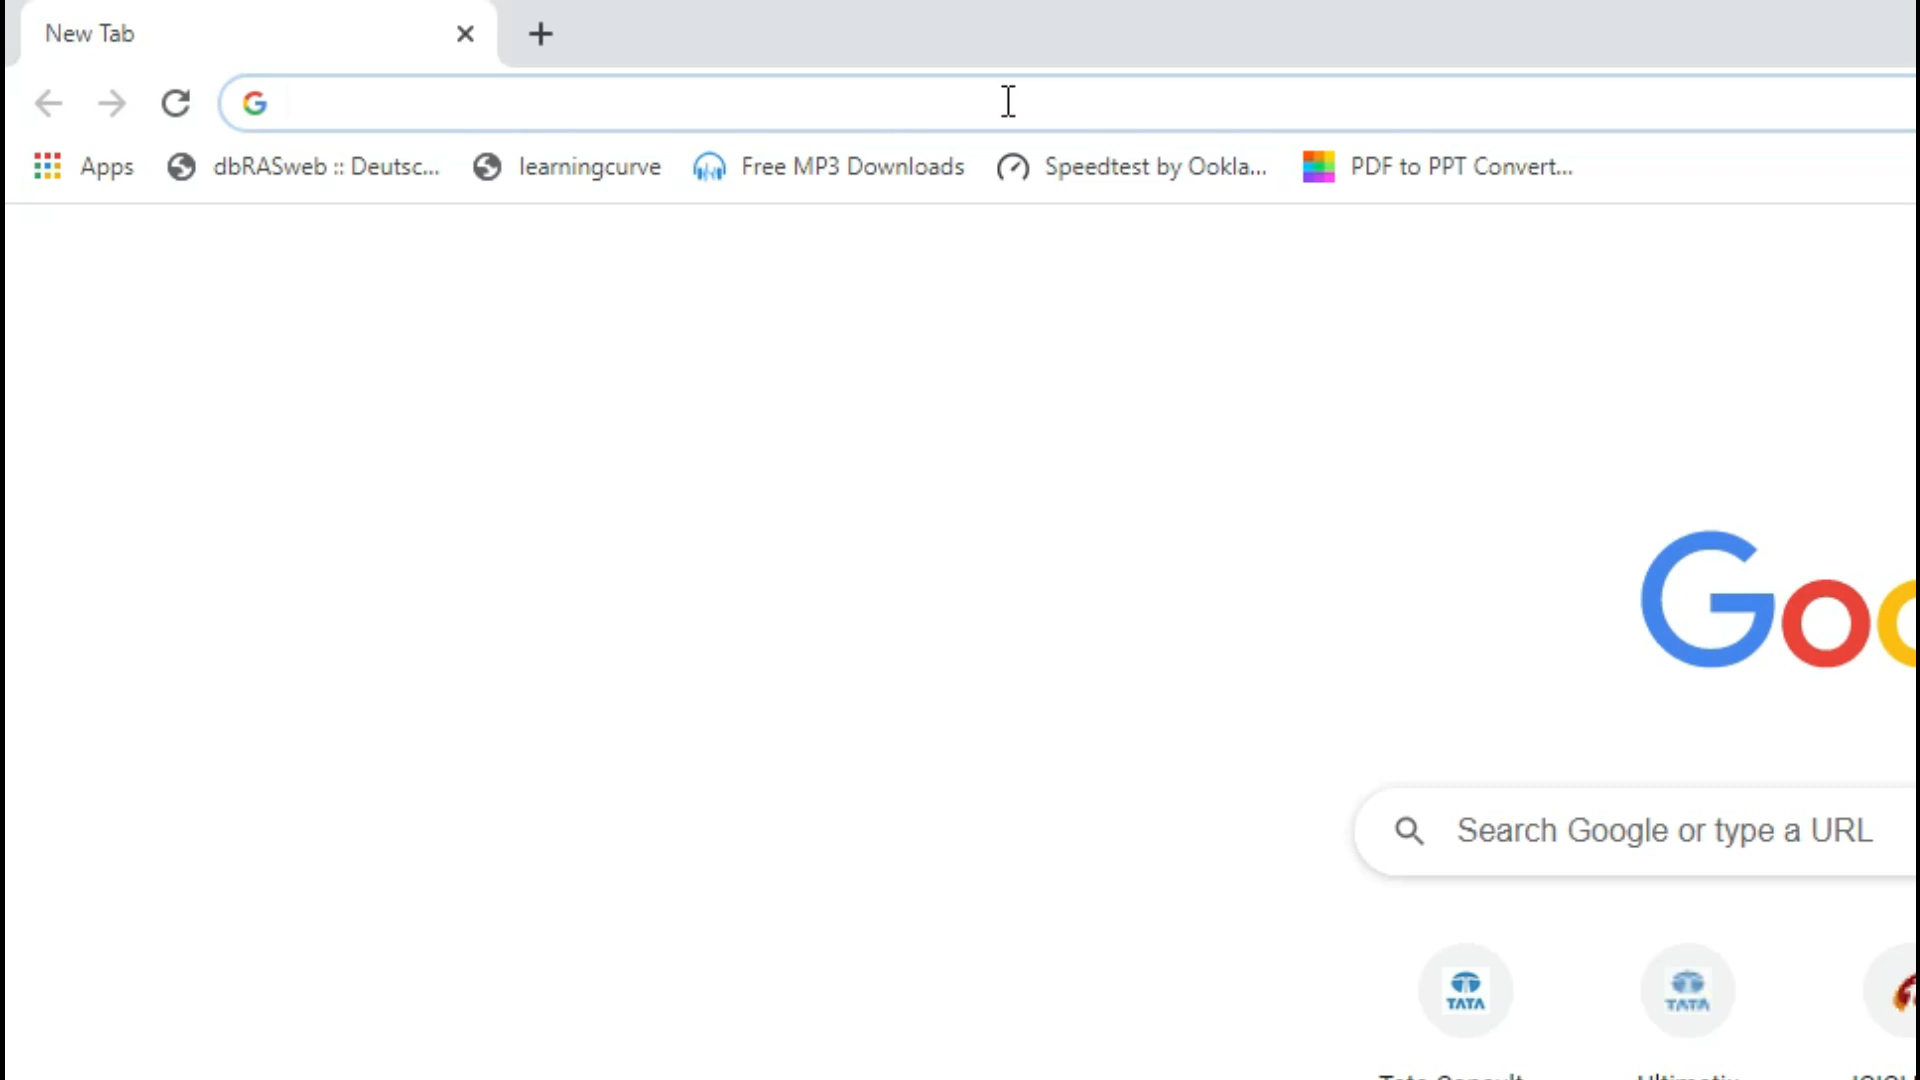 New Tab
Apps dbRASweb :: Deutsc... learningcurve Free MP3 Downloads Speedtest by Ookla... PDF to PPT Convert...
Goo
Search Google or type a URL
TATA TATA